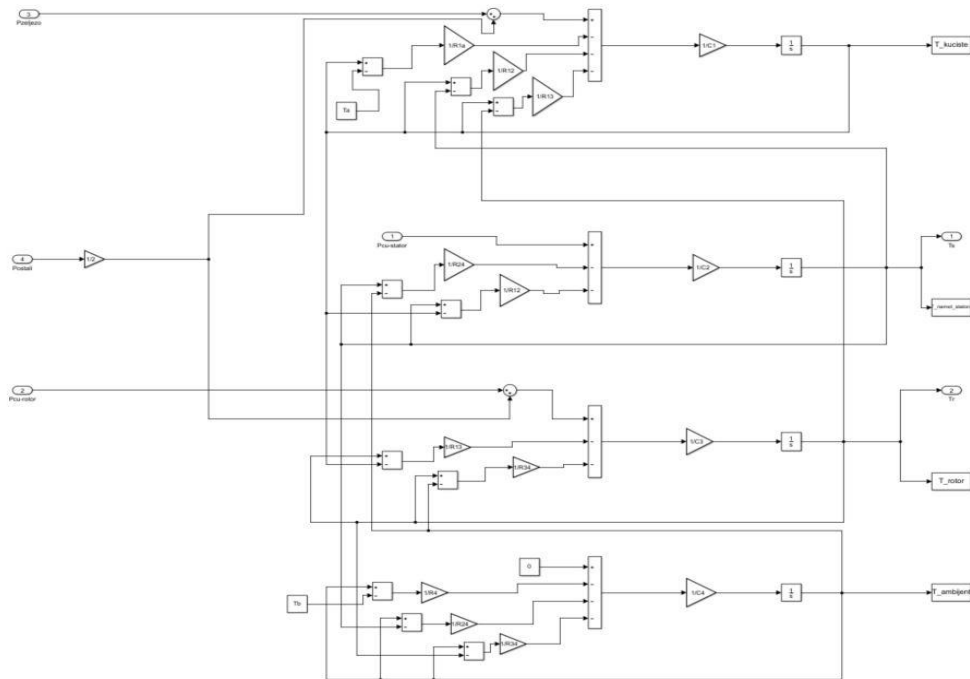 3
Pzeljezo
1/R1a
1/C1
1/s
T_kuciste
1/R12
1/R13
Ta
4
Postali
1/2
1
Pcu-stator
1/R24
1/R12
1/C2
1/s
1
Ts
2
Pcu-rotor
1/R13
1/R34
1/C3
1/s
2
Tr
T_rotor
0
Tb
1/R4
1/R24
1/R34
1/C4
1/s
T_ambijent